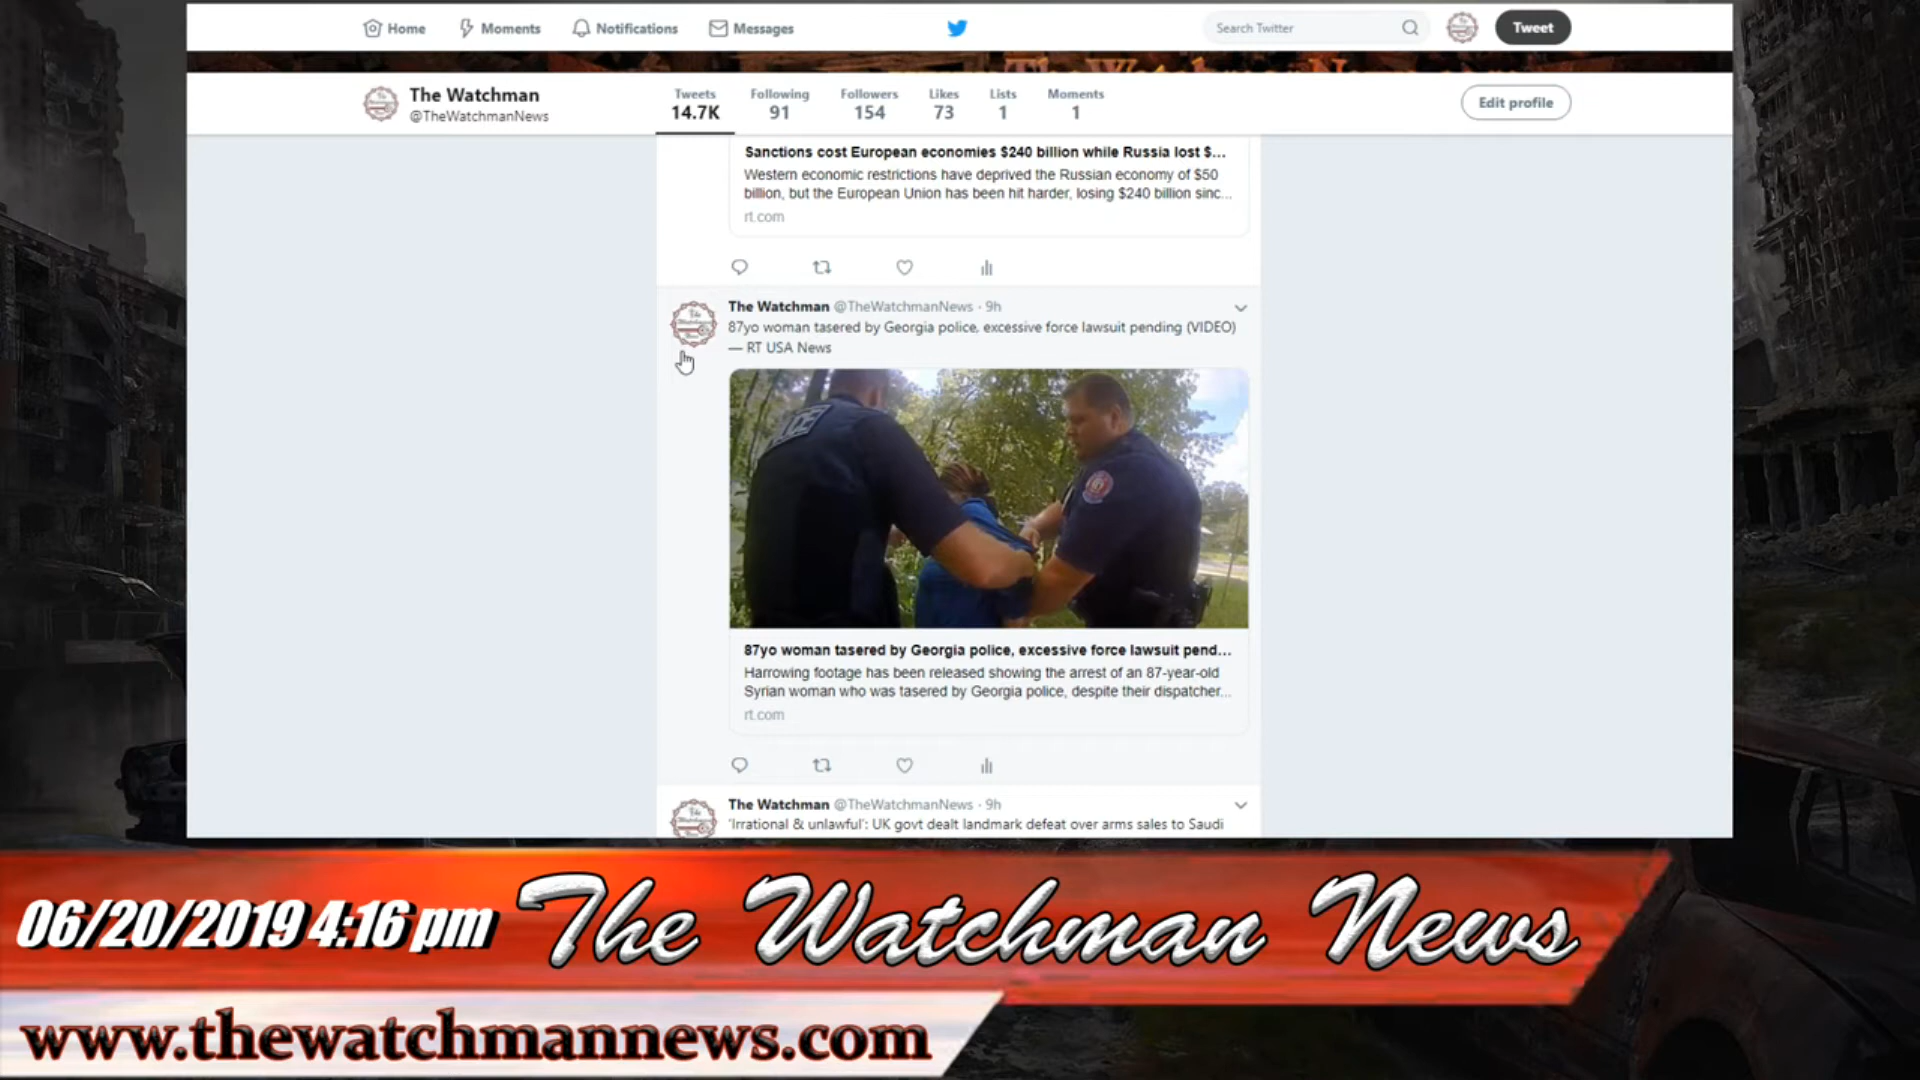 Home
Moments
Notifications
Messages
Search Twitter
Tweet
The Watchman
@TheWatchmanNews
Tweets
14.7K
Following
91
Followers
154
Likes
73
Lists
1
Moments
1
Edit profile
Sanctions cost European economies $240 billion while Russia lost $...
Western economic restrictions have deprived the Russian economy of $50
billion, but the European Union has been hit harder, losing $240 billion sinc...
rt.com
The Watchman @TheWatchmanNews · 9h
87yo woman tasered by Georgia police, excessive force lawsuit pending (VIDEO)
— RT USA News
87yo woman tasered by Georgia police, excessive force lawsuit pend...
Harrowing footage has been released showing the arrest of an 87-year-old
Syrian woman who was tasered by Georgia police, despite their dispatcher...
rt.com
The Watchman @TheWatchmanNews · 9h
'Irrational & unlawful': UK govt dealt landmark defeat over arms sales to Saudi
06/20/2019 4:16 pm
The Watchman News
www.thewatchmannews.com